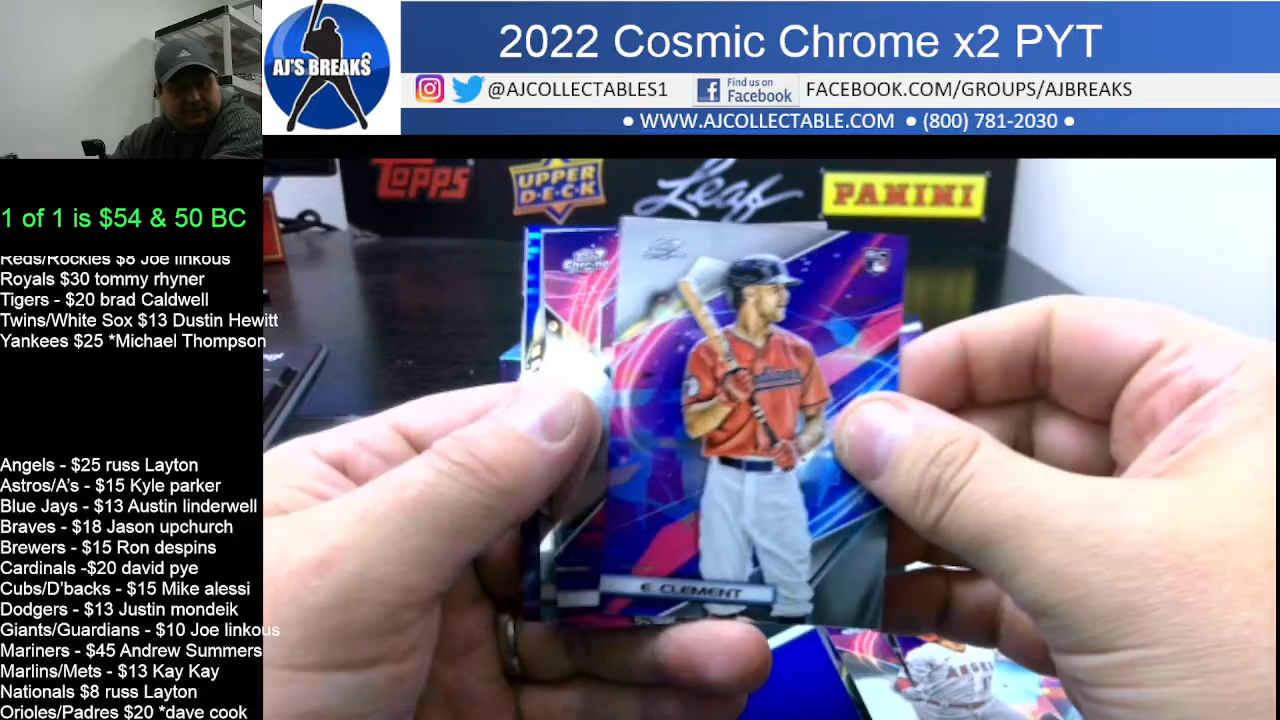 AJ'S BREAKS
2022 Cosmic Chrome x2 PYT
@AJCOLLECTABLES1
Find us on
Facebook
FACEBOOK.COM/GROUPS/AJBREAKS
• WWW.AJCOLLECTABLE.COM • (800) 781-2030 •
TOPPS
UPPER
D·E·C·K
Leaf
PANINI
1 of 1 is $54 & 50 BC
Reds/Rockies $8 Joe linkous
Royals $30 tommy rhyner
Tigers - $20 brad Caldwell
Twins/White Sox $13 Dustin Hewitt
Yankees $25 *Michael Thompson
Angels - $25 russ Layton
Astros/A's - $15 Kyle parker
Blue Jays - $13 Austin linderwell
Braves - $18 Jason upchurch
Brewers - $15 Ron despins
Cardinals -$20 david pye
Cubs/D'backs - $15 Mike alessi
Dodgers - $13 Justin mondeik
Giants/Guardians - $10 Joe linkous
Mariners - $45 Andrew Summers
Marlins/Mets - $13 Kay Kay
Nationals $8 russ Layton
Orioles/Padres $20 *dave cook
RC
E. CLEMENT
ANGELS